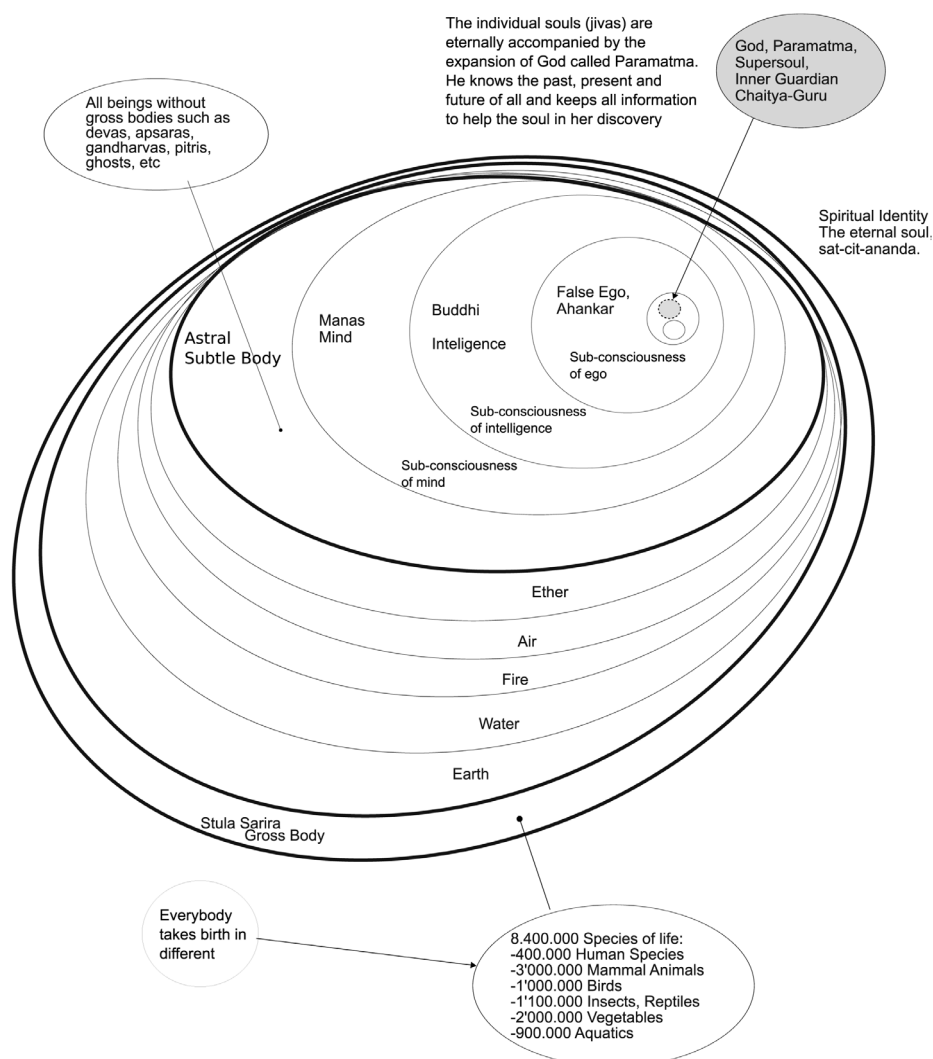 The individual souls (jivas) are
eternally accompanied by the
expansion of God called Paramatma.
He knows the past, present and
future of all and keeps all information
to help the soul in her discovery
God, Paramatma,
Supersoul,
Inner Guardian
Chaitya-Guru
All beings without
gross bodies such as
devas, apsaras,
gandharvas, pitris,
ghosts, etc
Spiritual Identity
The eternal soul,
sat-cit-ananda.
Astral
Subtle Body
Manas
Mind
Buddhi
Inteligence
False Ego,
Ahankar
Sub-consciousness
of ego
Sub-consciousness
of intelligence
Sub-consciousness
of mind
Ether
Air
Fire
Water
Earth
Stula Sarira
Gross Body
Everybody
takes birth in
different
8.400.000 Species of life:
-400.000 Human Species
-3'000.000 Mammal Animals
-1'000.000 Birds
-1'100.000 Insects, Reptiles
-2'000.000 Vegetables
-900.000 Aquatics